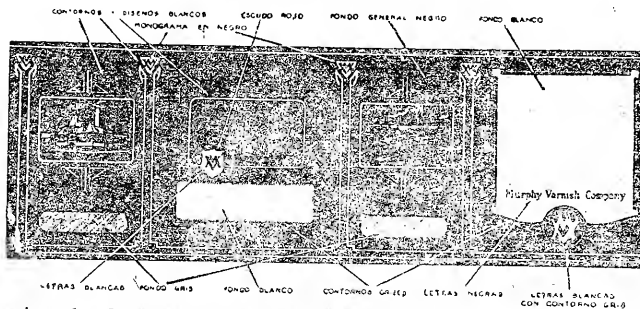 CONTORNOS Y DISEÑOS BLANCOS
ESCUDO ROJO
FONDO GENERAL NEGRO
FONDO BLANCO
MONOGRAMA EN NEGRO
Murphy Varnish Company
LETRAS BLANCAS
FONDO GRIS
FONDO BLANCO
CONTORNOS GRISES
LETRAS NEGRAS
LETRAS BLANCAS
CON CONTORNO GRIS